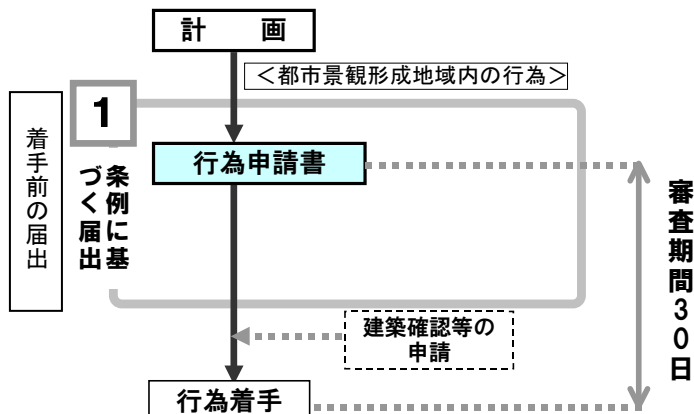 計　画
＜都市景観形成地域内の行為＞
1
着手前の届出
条例に基
づく届出
行為申請書
審査期間30日
建築確認等の
申請
行為着手